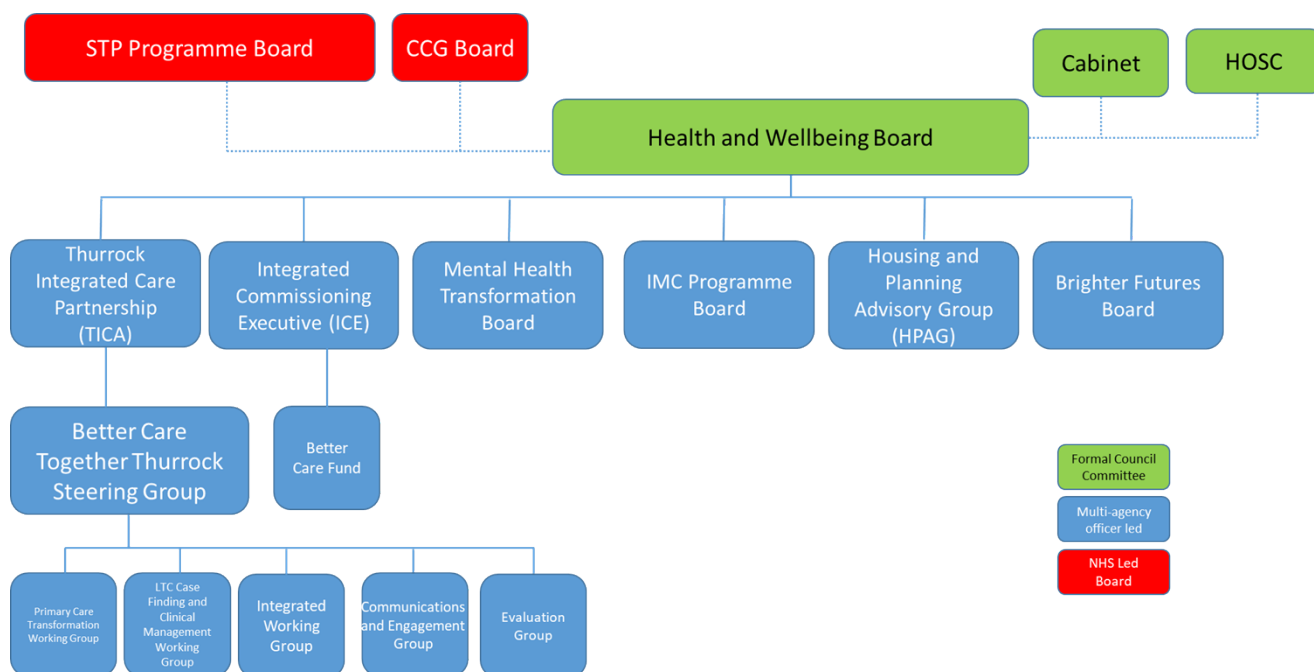 STP Programme Board
CCG Board
Cabinet
HOSC
Health and Wellbeing Board
Thurrock
Integrated Care
Partnership
(TICA)
Integrated
Commissioning
Executive (ICE)
Mental Health
Transformation
Board
IMC Programme
Board
Housing and
Planning
Advisory Group
(HPAG)
Brighter Futures
Board
Better Care
Together Thurrock
Steering Group
Better
Care Fund
Formal Council
Committee
Multi-agency
officer led
NHS Led
Board
Primary Care
Transformation
Working Group
LTC Case
Finding and
Clinical
Management
Working
Group
Integrated
Working
Group
Communications
and Engagement
Group
Evaluation
Group